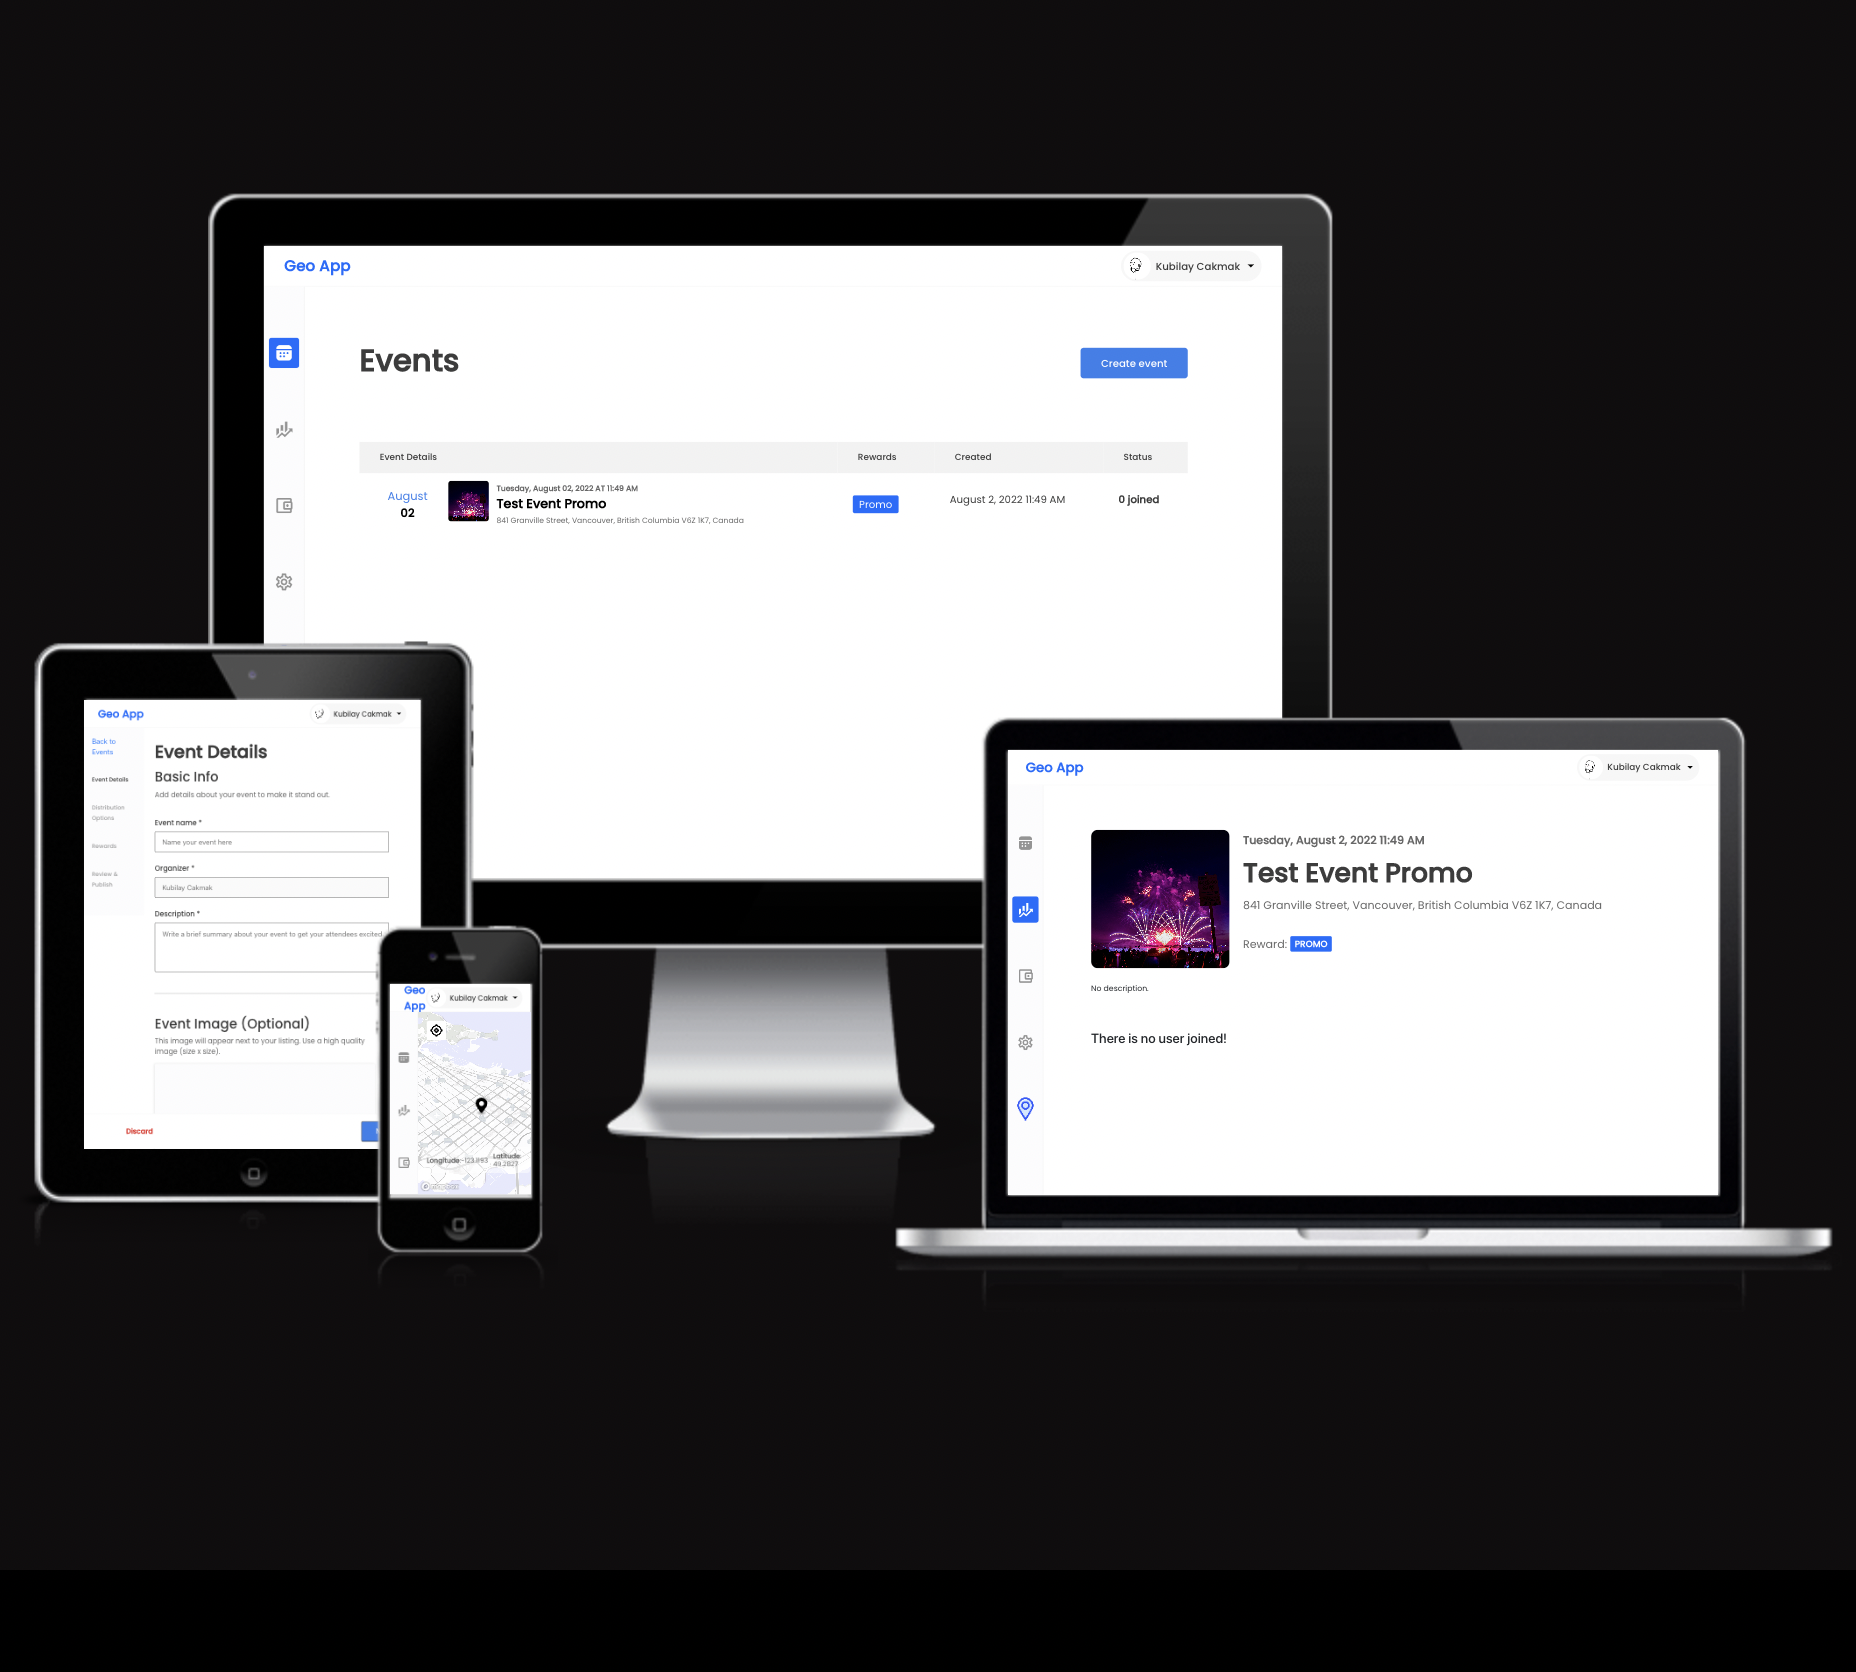 Geo App
Kubilay Cakmak
Events
Create event
Event Details
Rewards
Created
Status
August
02
Tuesday, August 02, 2022 AT 11:49 AM
Test Event Promo
841 Granville Street, Vancouver, British Columbia V6Z 1K7, Canada
Promo
August 2, 2022 11:49 AM
0 joined
Geo App
Kubilay Cakmak
Back to
Events
Event Details
Distribution
Options
Rewards
Review &
Publish
Event Details
Basic Info
Add details about your event to make it stand out.
Event name *
Name your event here
Organizer *
Kubilay Cakmak
Description *
Write a brief summary about your event to get your attendees excited.
Event Image (Optional)
This image will appear next to your listing. Use a high quality
image (size x size).
Discard
Geo
App
Kubilay Cakmak
Longitude:
Latitude:
49.2827
Geo App
Kubilay Cakmak
Tuesday, August 2, 2022 11:49 AM
Test Event Promo
841 Granville Street, Vancouver, British Columbia V6Z 1K7, Canada
Reward: PROMO
No description.
There is no user joined!